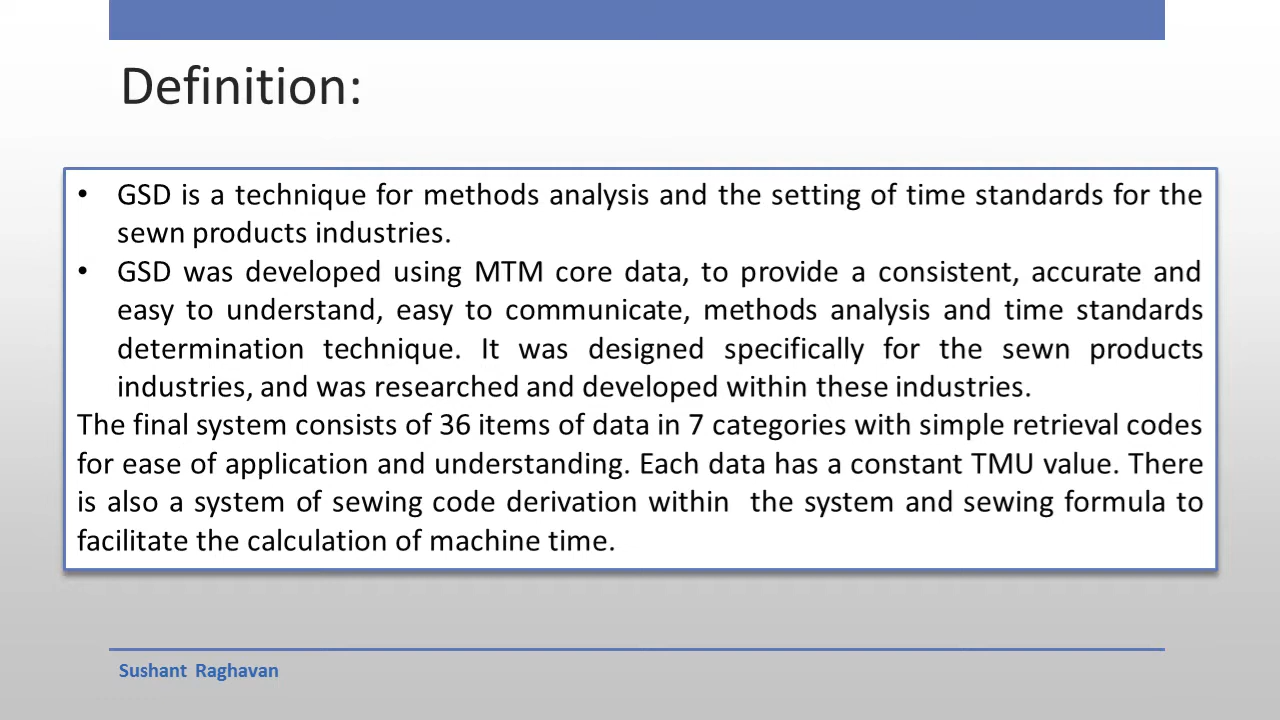 Definition:
• GSD is a technique for methods analysis and the setting of time standards for the
sewn products industries.
• GSD was developed using MTM core data, to provide a consistent, accurate and
easy to understand, easy to communicate, methods analysis and time standards
determination technique. It was designed specifically for the sewn products
industries, and was researched and developed within these industries.
The final system consists of 36 items of data in 7 categories with simple retrieval codes
for ease of application and understanding. Each data has a constant TMU value. There
is also a system of sewing code derivation within the system and sewing formula to
facilitate the calculation of machine time.
Sushant Raghavan